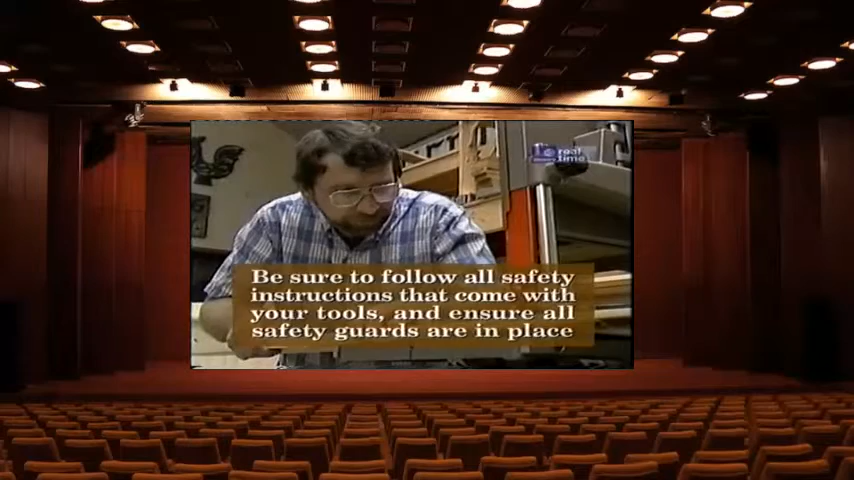 real
time
Be sure to follow all safety
instructions that come with
your tools, and ensure all
safety guards are in place